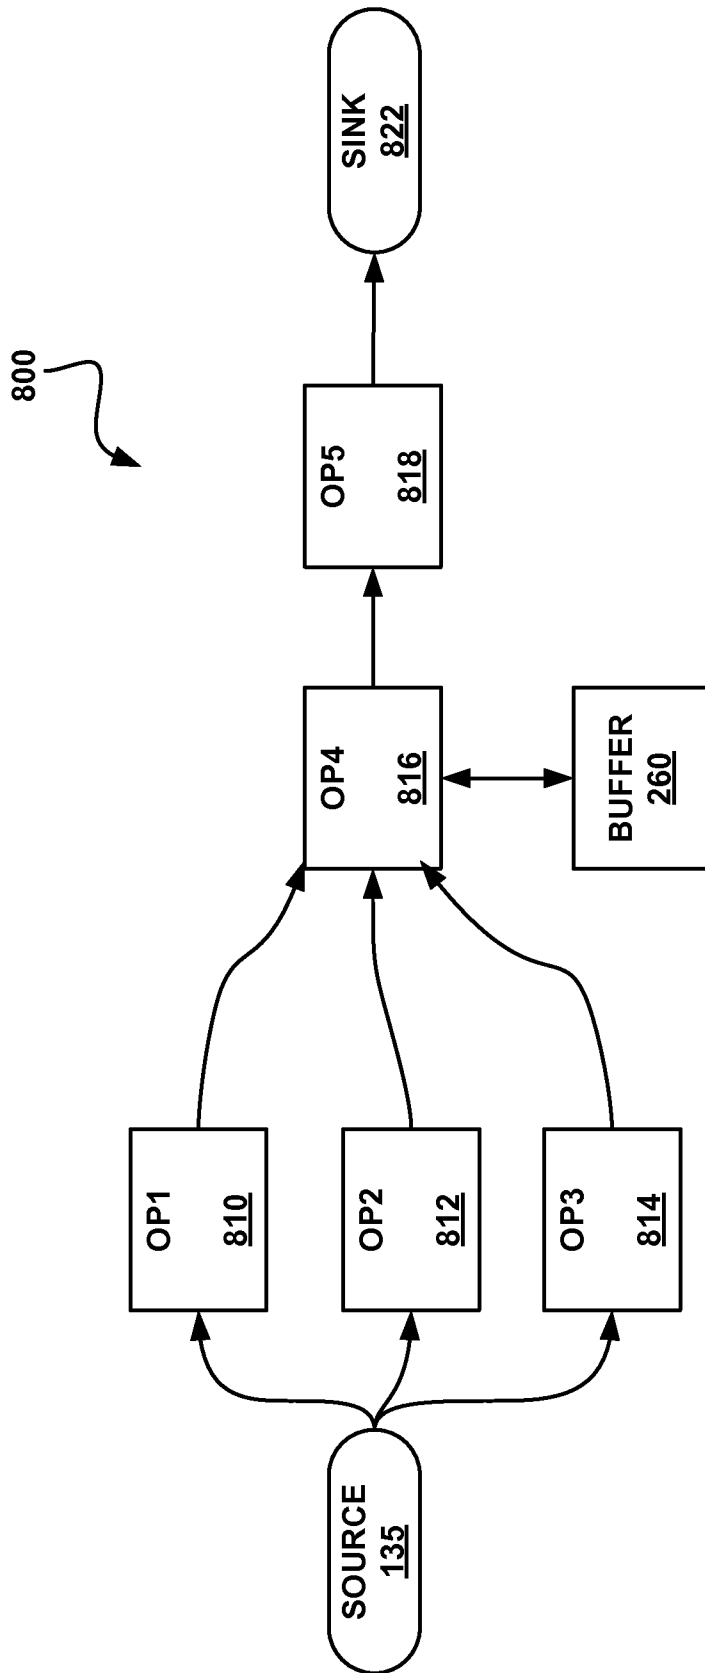 800
SOURCE
135
OP1
810
OP2
812
OP3
814
OP4
816
BUFFER
260
OP5
818
SINK
822